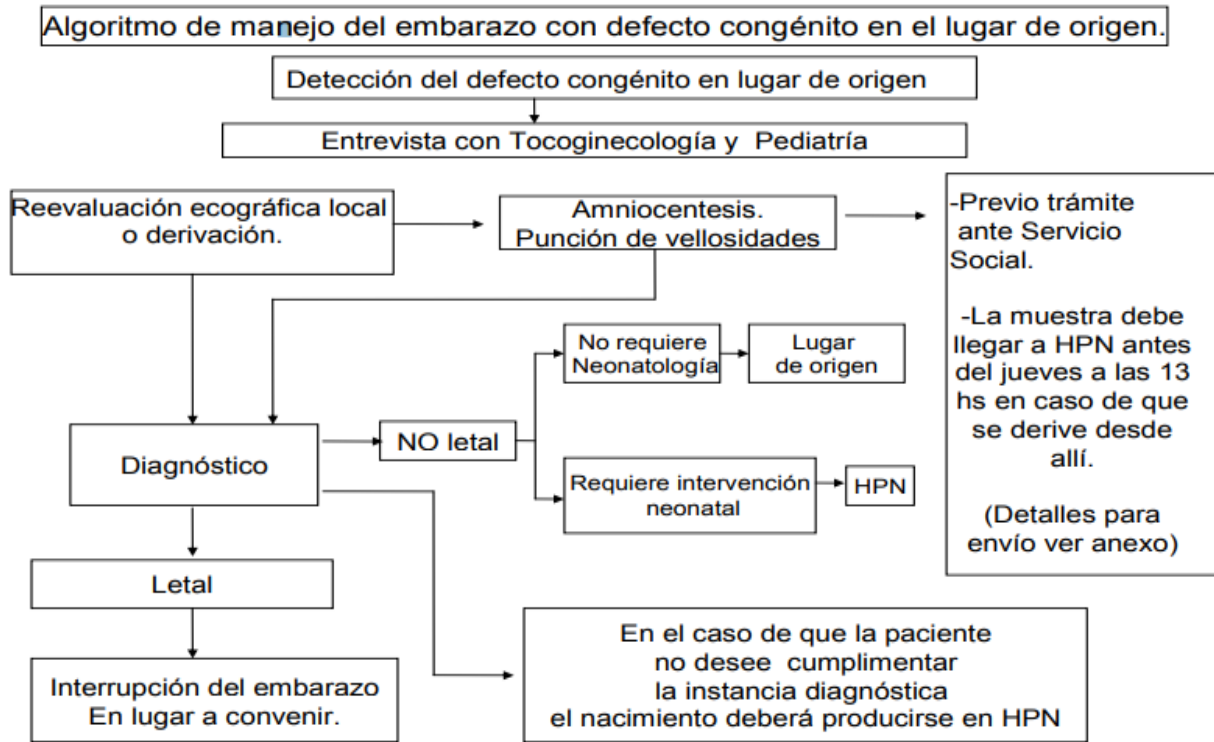 Algoritmo de manejo del embarazo con defecto congénito en el lugar de origen.
Detección del defecto congénito en lugar de origen
Entrevista con Tocoginecología y Pediatría
Reevaluación ecográfica local
o derivación.
Amniocentesis.
Punción de vellosidades
-Previo trámite
ante Servicio
Social.
-La muestra debe
llegar a HPN antes
del jueves a las 13
hs en caso de que
se derive desde
allí.
(Detalles para
envío ver anexo)
No requiere
Neonatología
Lugar
de origen
Diagnóstico
NO letal
Requiere intervención
neonatal
HPN
Letal
Interrupción del embarazo
En lugar a convenir.
En el caso de que la paciente
no desee cumplimentar
la instancia diagnóstica
el nacimiento deberá producirse en HPN